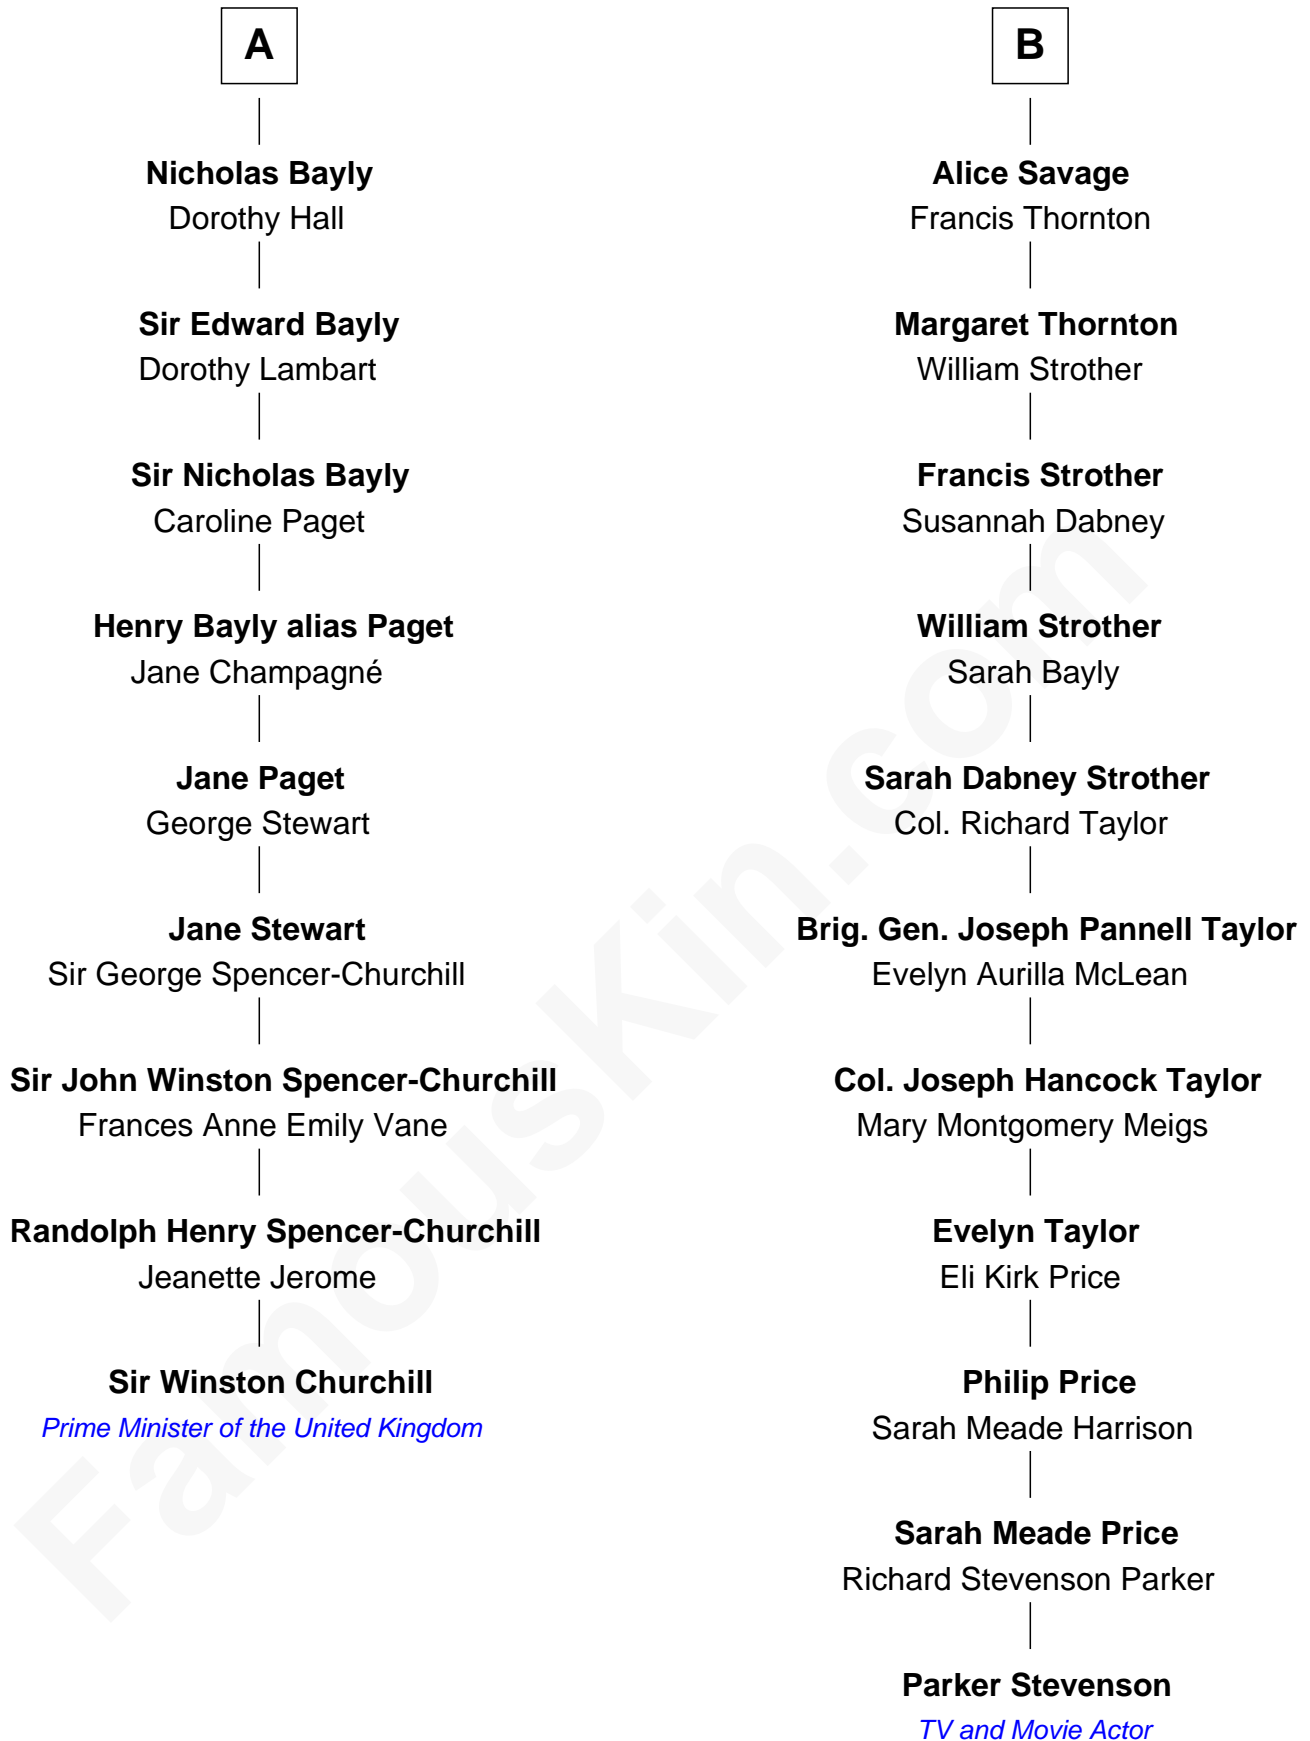 A
Nicholas Bayly
Dorothy Hall
Sir Edward Bayly
Dorothy Lambart
Sir Nicholas Bayly
Caroline Paget
Henry Bayly alias Paget
Jane Champagné
Jane Paget
George Stewart
Jane Stewart
Sir George Spencer-Churchill
Sir John Winston Spencer-Churchill
Frances Anne Emily Vane
Randolph Henry Spencer-Churchill
Jeanette Jerome
Sir Winston Churchill
Prime Minister of the United Kingdom
B
Alice Savage
Francis Thornton
Margaret Thornton
William Strother
Francis Strother
Susannah Dabney
William Strother
Sarah Bayly
Sarah Dabney Strother
Col. Richard Taylor
Brig. Gen. Joseph Pannell Taylor
Evelyn Aurilla McLean
Col. Joseph Hancock Taylor
Mary Montgomery Meigs
Evelyn Taylor
Eli Kirk Price
Philip Price
Sarah Meade Harrison
Sarah Meade Price
Richard Stevenson Parker
Parker Stevenson
TV and Movie Actor
FamousKin.com